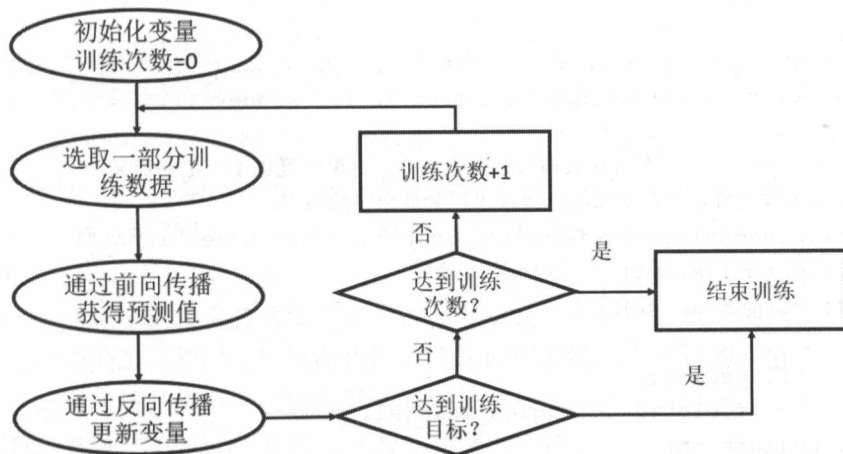 初始化变量
训练次数=0
选取一部分训
练数据
通过前向传播
获得预测值
通过反向传播
更新变量
达到训练
目标？
否
是
达到训练
次数？
否
是
训练次数+1
结束训练